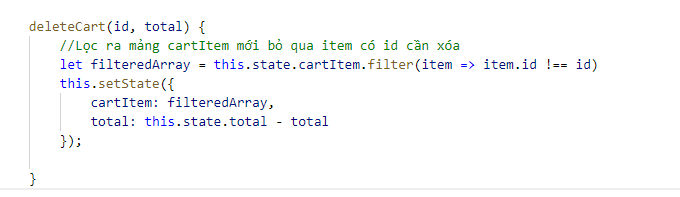 deleteCart(id, total) {
//Lọc ra mảng cartItem mới bỏ qua item có id cần xóa
let filteredArray = this.state.cartItem.filter(item => item.id !== id)
this.setState({
cartItem: filteredArray,
total: this.state.total - total
});
}